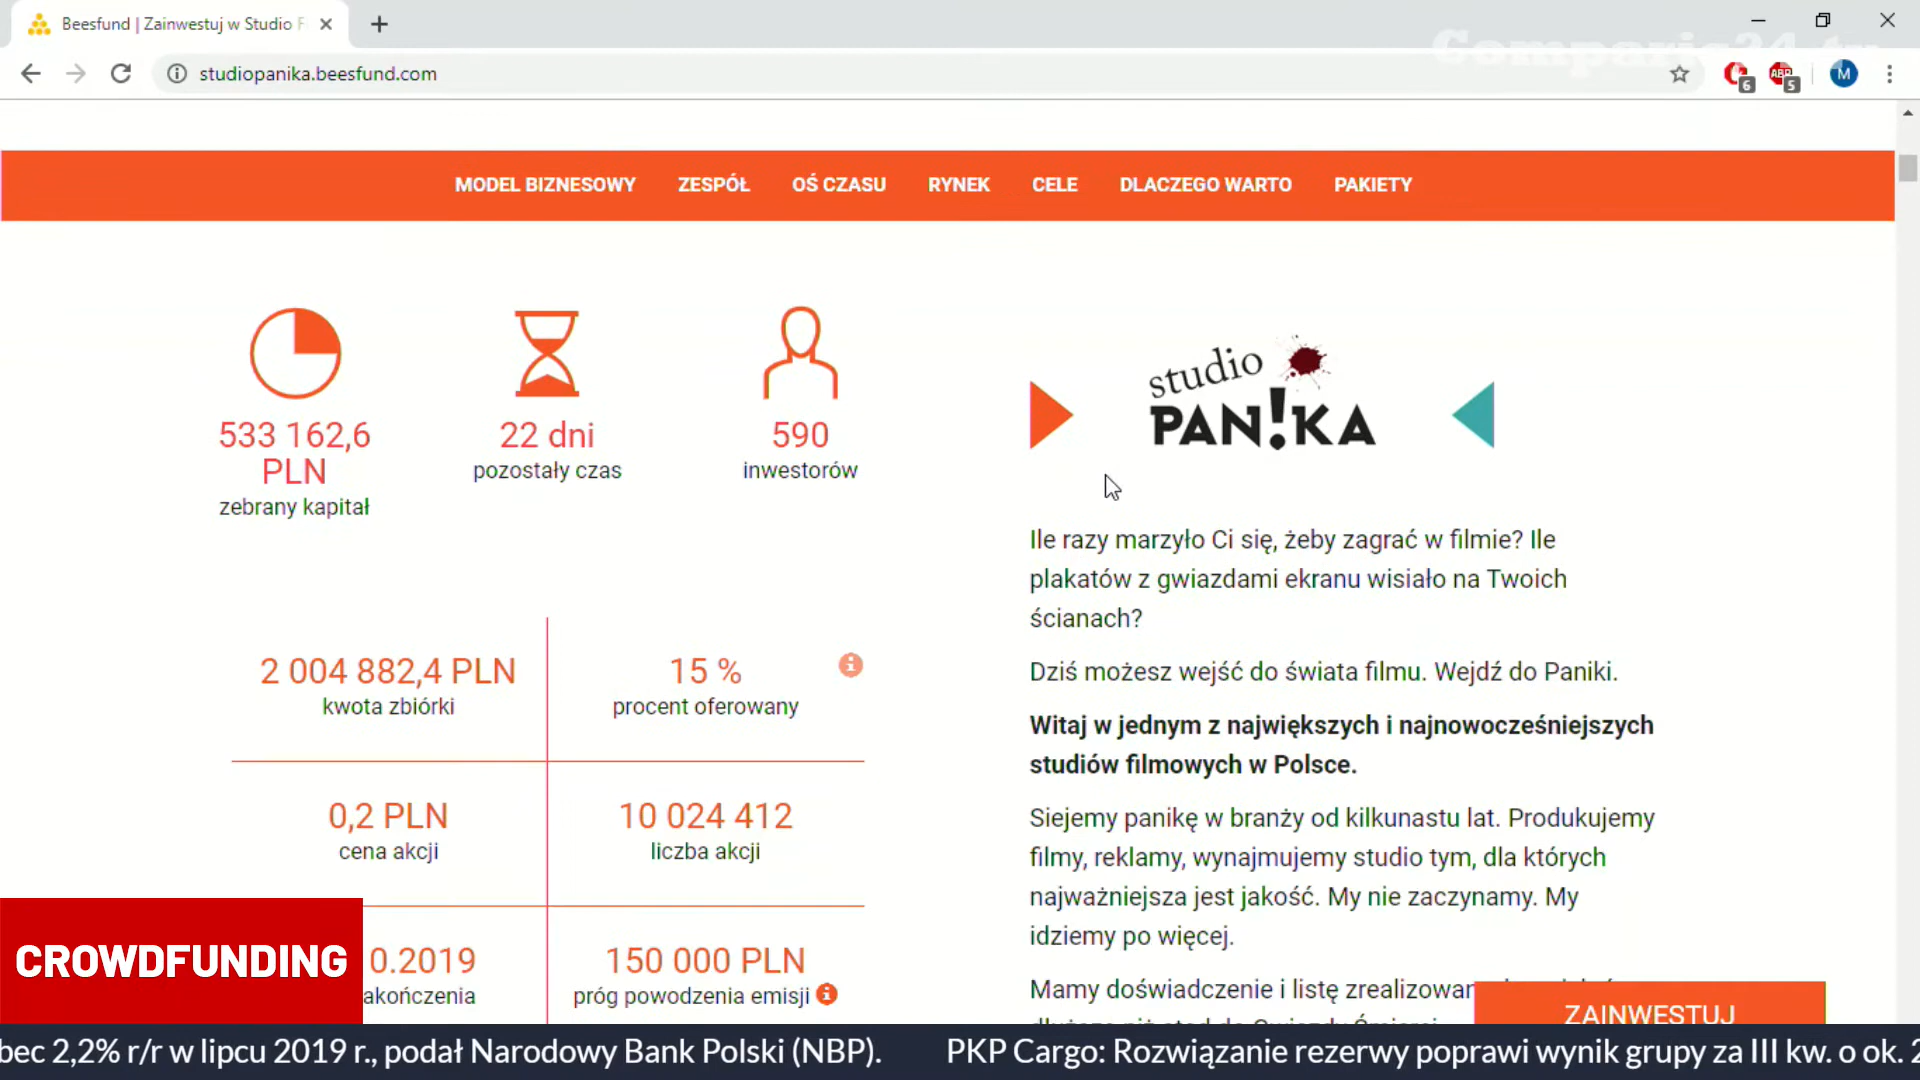 Beesfund | Zainwestuj w Studio
Comparic24.tv
studiopanika.beesfund.com
6
ABP
5
M
MODEL BIZNESOWY ZESPÓŁ OŚ CZASU RYNEK CELE DLACZEGO WARTO PAKIETY
533 162,6
PLN
zebrany kapitał
22 dni
pozostały czas
590
inwestorów
2 004 882,4 PLN
kwota zbiórki
15 %
procent oferowany
0,2 PLN
cena akcji
10 024 412
liczba akcji
0.2019
akończenia
150 000 PLN
próg powodzenia emisji
studio
PAN!KA
Ile razy marzyło Ci się, żeby zagrać w filmie? Ile
plakatów z gwiazdami ekranu wisiało na Twoich
ścianach?
Dziś możesz wejść do świata filmu. Wejdź do Paniki.
Witaj w jednym z największych i najnowocześniejszych
studiów filmowych w Polsce.
Siejemy panikę w branży od kilkunastu lat. Produkujemy
filmy, reklamy, wynajmujemy studio tym, dla których
najważniejsza jest jakość. My nie zaczynamy. My
idziemy po więcej.
Mamy doświadczenie i listę zrealizowan
ZAINWESTUJ
CROWDFUNDING
bec 2,2% r/r w lipcu 2019 r., podał Narodowy Bank Polski (NBP). PKP Cargo: Rozwiązanie rezerwy poprawi wynik grupy za III kw. o ok. 2